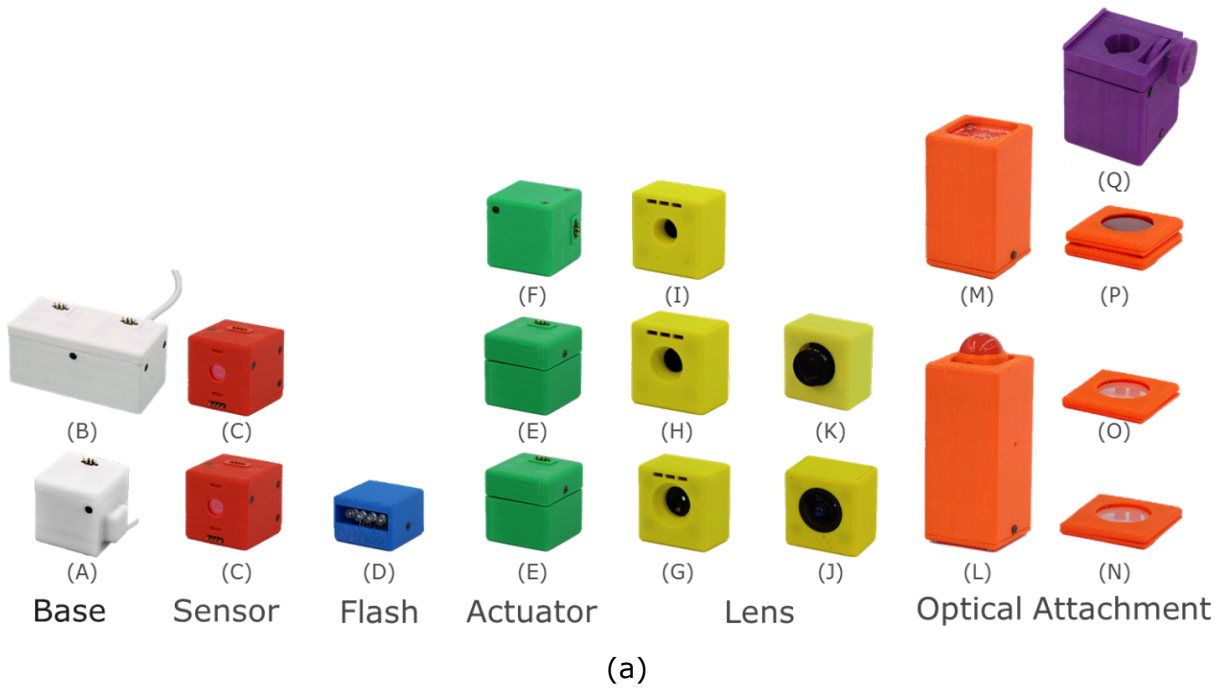 (Q)
(F) (I) (M) (P)
(B) (C) (E) (H) (K) (O)
(A) (C) (D) (E) (G) (J) (L) (N)
Base Sensor Flash Actuator Lens Optical Attachment
(a)